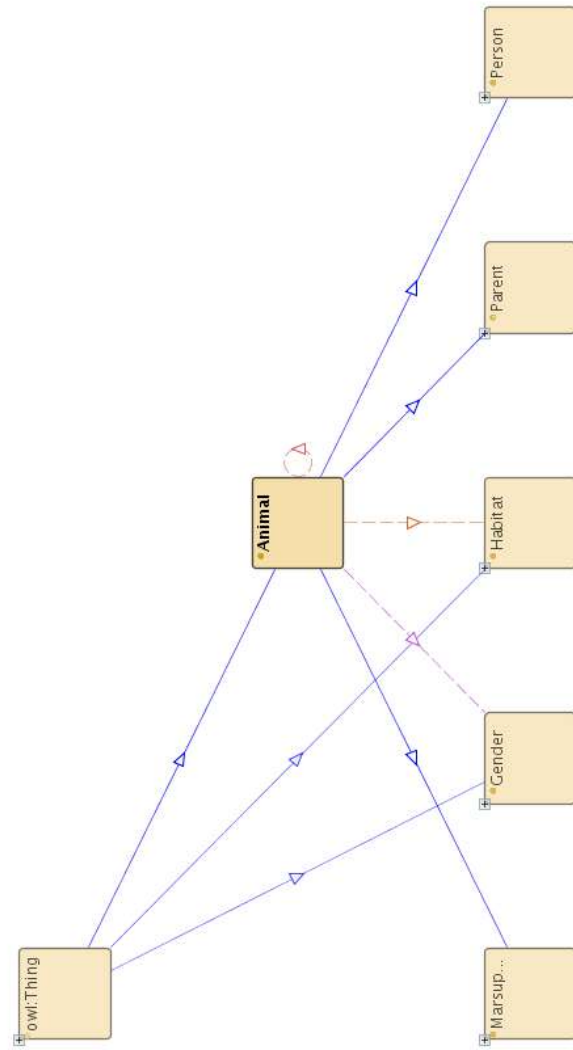 owl:Thing
Animal
Marsup...
Gender
Habitat
Parent
Person